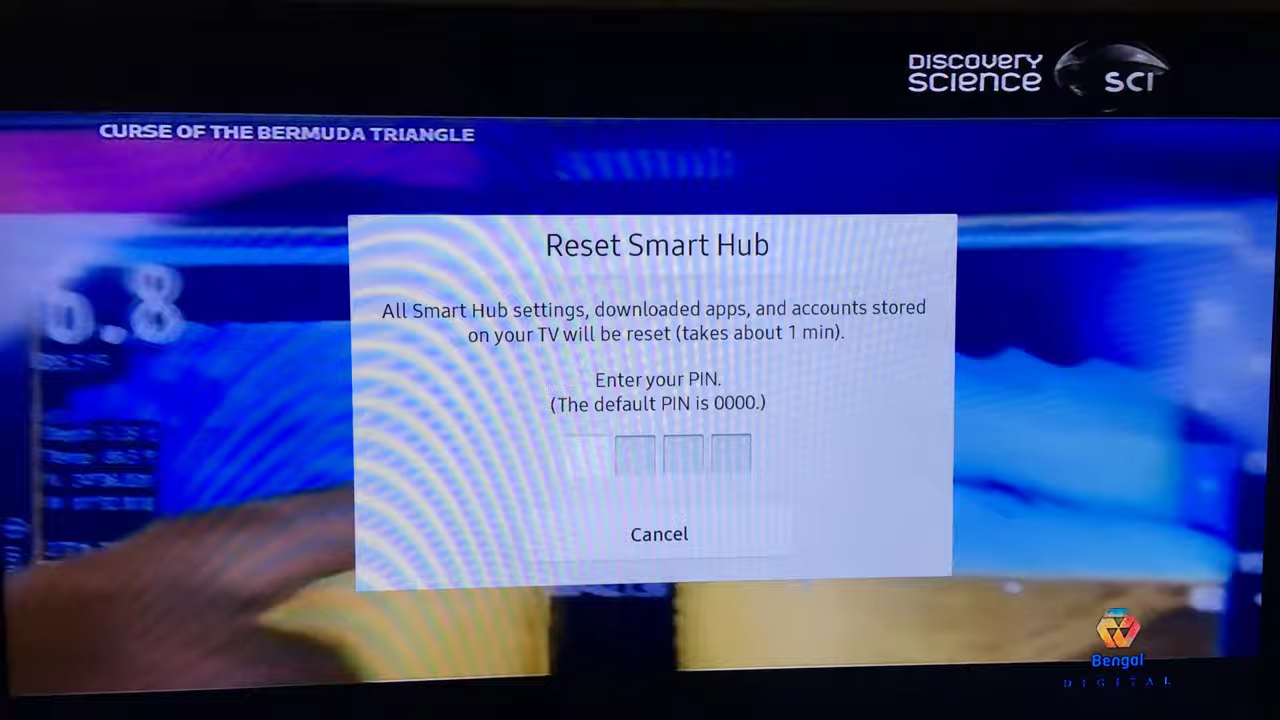 DISCOVERY
SCIENCE
SCI
CURSE OF THE BERMUDA TRIANGLE
6.8
Reset Smart Hub
All Smart Hub settings, downloaded apps, and accounts stored
on your TV will be reset (takes about 1 min).
Enter your PIN.
(The default PIN is 0000.)
Cancel
Bengal
DIGITAL